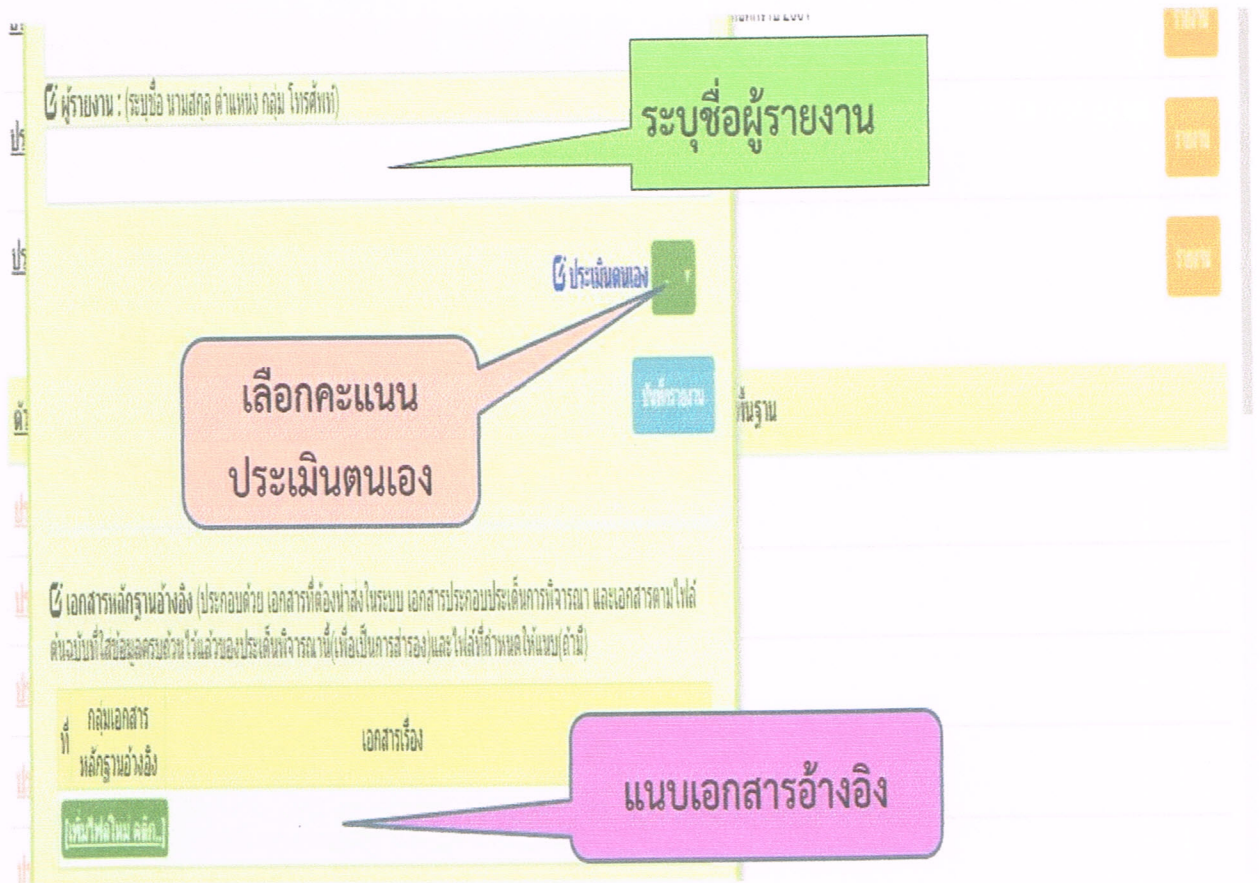 ผู้รายงาน : (ระบุชื่อ นามสกุล ตำแหน่ง กลุ่ม โทรศัพท์)
ระบุชื่อผู้รายงาน
รายงาน
รายงาน
ประเมินตนเอง
เลือกคะแนน
ประเมินตนเอง
บันทึกรายงาน
พื้นฐาน
เอกสารหลักฐานอ้างอิง (ประกอบด้วย เอกสารที่ต้องนำส่งในระบบ เอกสารประกอบประเด็นการพิจารณา และเอกสารตามไฟล์
ต้นฉบับที่ใส่ข้อมูลครบถ้วนไว้แล้วของประเด็นพิจารณานี้(เพื่อเป็นการสำรอง)และไฟล์ที่กำหนดให้แนบ(ถ้ามี)
ที่
กลุ่มเอกสาร
หลักฐานอ้างอิง
เอกสารเรื่อง
แนบเอกสารอ้างอิง
[เพิ่มไฟล์ใหม่ คลิก..]